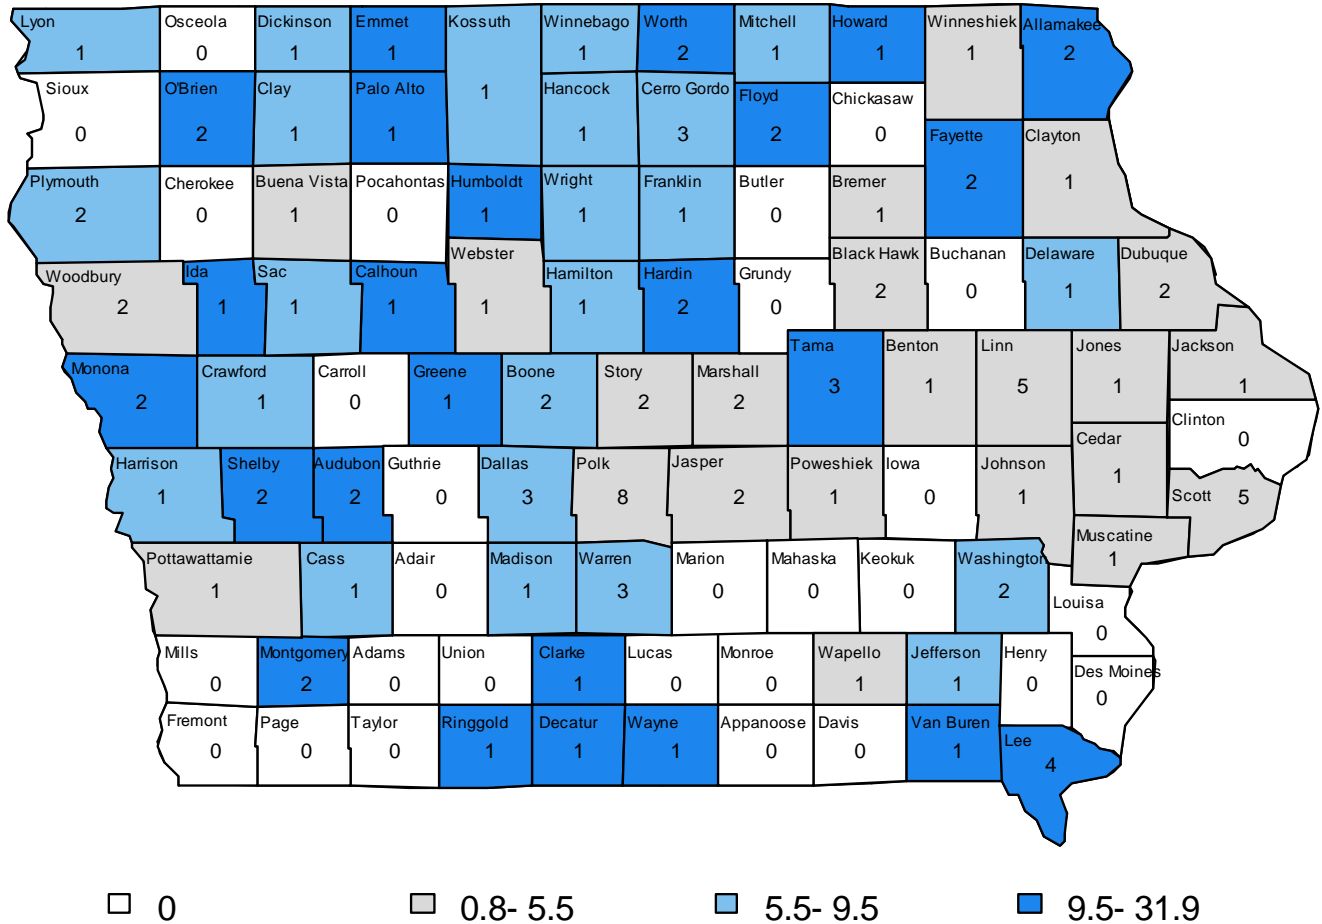 Lyon Osceola Dickinson Emmet Kossuth Winnebago Worth Mitchell Howard Winneshiek Allamakee
1 0 1 1 1 2 1 1 1 2
Sioux O'Brien Clay Palo Alto 1 Hancock Cerro Gordo Floyd Chickasaw
0 2 1 1 1 3 2 0
Fayette Clayton
2 1
Plymouth Cherokee Buena Vista Pocahontas Humboldt Wright Franklin Butler Bremer
2 0 1 0 1 1 1 0 1
Woodbury Ida Sac Calhoun Webster Hamilton Hardin Grundy Black Hawk Buchanan Delaware Dubuque
2 1 1 1 1 1 2 0 2 0 1 2
Monona Crawford Carroll Greene Boone Story Marshall Tama Benton Linn Jones Jackson
2 1 0 1 2 2 2 3 1 5 1 1
Clinton
0
Harrison Shelby Audubon Guthrie Dallas Polk Jasper Poweshiek Iowa Johnson Cedar
1 2 2 0 3 8 2 1 0 1 1
Scott 5
Muscatine
1
Pottawattamie Cass Adair Madison Warren Marion Mahaska Keokuk Washington
1 1 0 1 3 0 0 0 2
Louisa
0
Mills Montgomery Adams Union Clarke Lucas Monroe Wapello Jefferson Henry Des Moines
0 2 0 0 1 0 0 1 1 0 0
Fremont Page Taylor Ringgold Decatur Wayne Appanoose Davis Van Buren Lee
0 0 0 1 1 1 0 0 1 4
0 0.8- 5.5 5.5- 9.5 9.5- 31.9